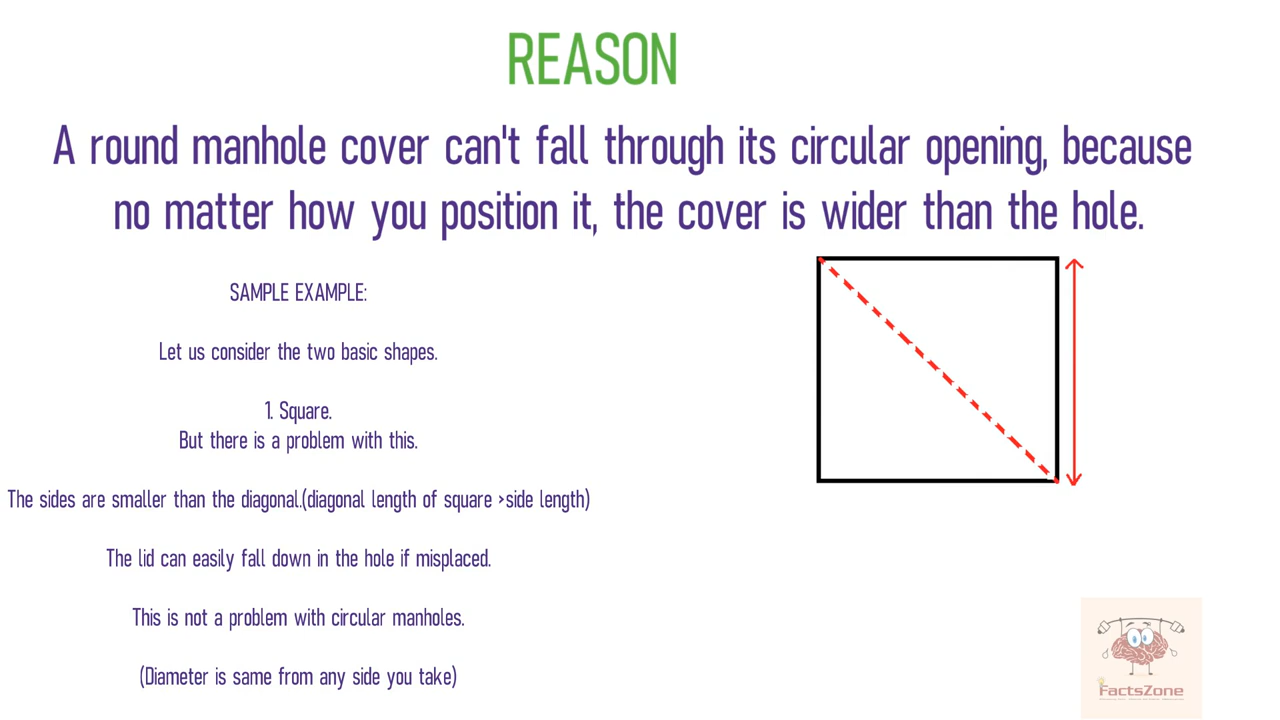 REASON
A round manhole cover can't fall through its circular opening, because
no matter how you position it, the cover is wider than the hole.
SAMPLE EXAMPLE:
Let us consider the two basic shapes.
1. Square.
But there is a problem with this.
The sides are smaller than the diagonal.(diagonal length of square >side length)
The lid can easily fall down in the hole if misplaced.
This is not a problem with circular manholes.
(Diameter is same from any side you take)
FactsZone